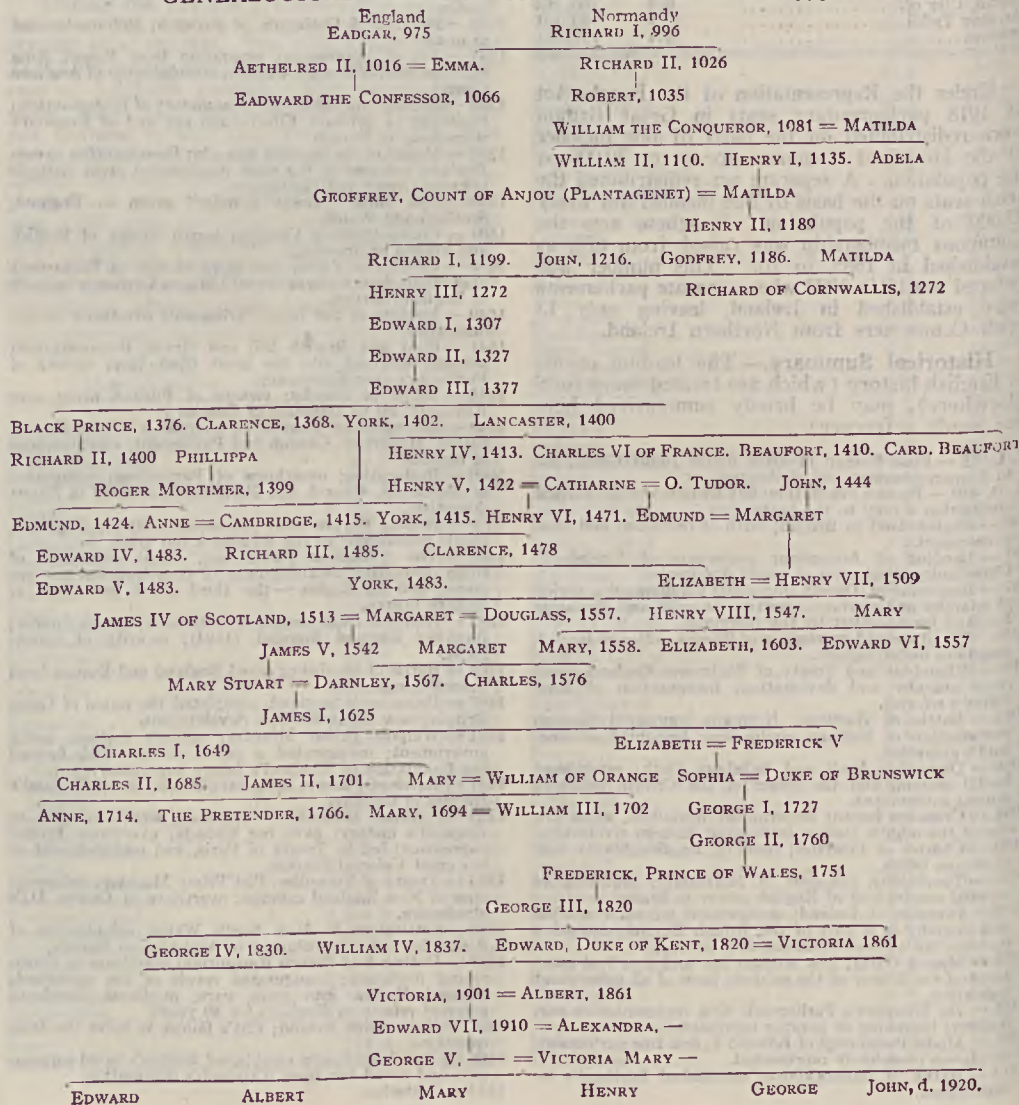 England Normandy
EADGAR, 975 RICHARD I, 996
AETHELRED II, 1016 = EMMA. RICHARD II, 1026
EADWARD THE CONFESSOR, 1066 ROBERT, 1035
WILLIAM THE CONQUEROR, 1081 = MATILDA
WILLIAM II, 1100. HENRY I, 1135. ADELA
GEOFFREY, COUNT OF ANJOU (PLANTAGENET) = MATILDA
HENRY II, 1189
RICHARD I, 1199. JOHN, 1216. GODFREY, 1186. MATILDA
HENRY III, 1272 RICHARD OF CORNWALLIS, 1272
EDWARD I, 1307
EDWARD II, 1327
EDWARD III, 1377
BLACK PRINCE, 1376. CLARENCE, 1368. YORK, 1402. LANCASTER, 1400
RICHARD II, 1400 PHILLIPPA HENRY IV, 1413. CHARLES VI OF FRANCE. BEAUFORT, 1410. CARD. BEAUFORT
ROGER MORTIMER, 1399 HENRY V, 1422 = CATHARINE = O. TUDOR. JOHN, 1444
EDMUND, 1424. ANNE = CAMBRIDGE, 1415. YORK, 1415. HENRY VI, 1471. EDMUND = MARGARET
EDWARD IV, 1483. RICHARD III, 1485. CLARENCE, 1478
EDWARD V, 1483. YORK, 1483. ELIZABETH = HENRY VII, 1509
JAMES IV OF SCOTLAND, 1513 = MARGARET = DOUGLASS, 1557. HENRY VIII, 1547. MARY
JAMES V, 1542 MARGARET MARY, 1558. ELIZABETH, 1603. EDWARD VI, 1557
MARY STUART = DARNLEY, 1567. CHARLES, 1576
JAMES I, 1625
CHARLES I, 1649 ELIZABETH = FREDERICK V
CHARLES II, 1685. JAMES II, 1701. MARY = WILLIAM OF ORANGE SOPHIA = DUKE OF BRUNSWICK
ANNE, 1714. THE PRETENDER, 1766. MARY, 1694 = WILLIAM III, 1702 GEORGE I, 1727
GEORGE II, 1760
FREDERICK, PRINCE OF WALES, 1751
GEORGE III, 1820
GEORGE IV, 1830. WILLIAM IV, 1837. EDWARD, DUKE OF KENT, 1820 = VICTORIA 1861
VICTORIA, 1901 = ALBERT, 1861
EDWARD VII, 1910 = ALEXANDRA, —
GEORGE V, —— = VICTORIA MARY —
EDWARD ALBERT MARY HENRY GEORGE JOHN, d. 1920.